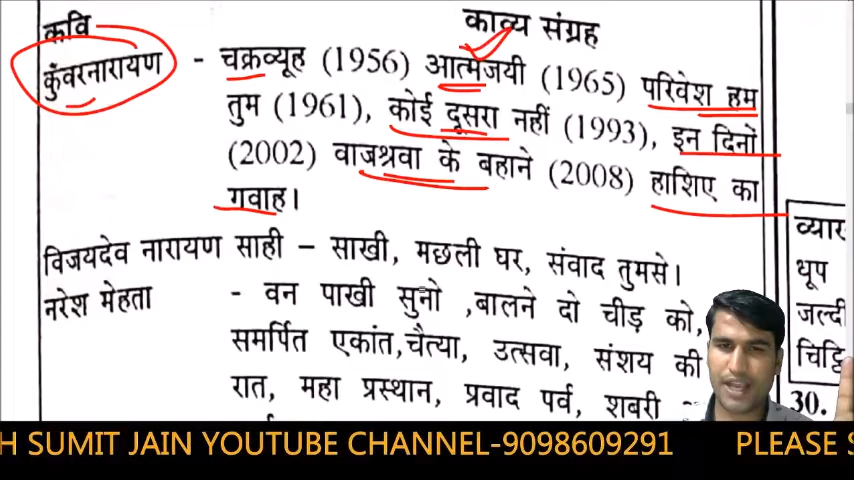 कवि काव्य संग्रह
कुँवरनारायण - चक्रव्यूह (1956) आत्मजयी (1965) परिवेश हम
तुम (1961), कोई दूसरा नहीं (1993), इन दिनों
(2002) वाजश्रवा के बहाने (2008) हाशिए का
गवाह।
विजयदेव नारायण साही – साखी, मछली घर, संवाद तुमसे।
नरेश मेहता - वन पाखी सुनो ,बालने दो चीड़ को,
समर्पित एकांत,चैत्या, उत्सवा, संशय की
रात, महा प्रस्थान, प्रवाद पर्व, शबरी
धूप
30.
H SUMIT JAIN YOUTUBE CHANNEL-9098609291 PLEASE S